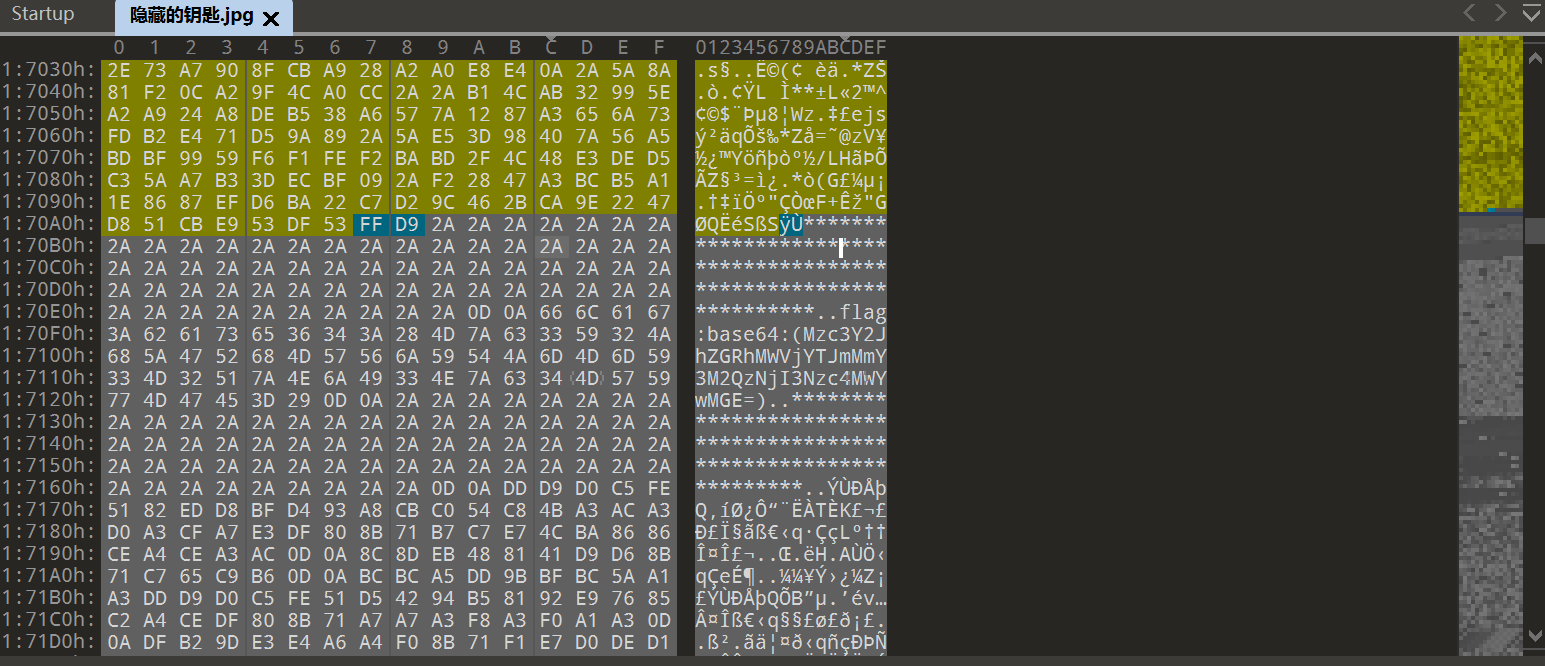 Startup
隐藏的钥匙.jpg
0 1 2 3 4 5 6 7 8 9 A B C D E F 0123456789ABCDEF
1:7030h: 2E 73 A7 90 8F CB A9 28 A2 A0 E8 E4 0A 2A 5A 8A .s§..Ë©(¢ èä.*ZŠ
1:7040h: 81 F2 0C A2 9F 4C A0 CC 2A 2A B1 4C AB 32 99 5E .ò.¢ŸL Ì**±L«2™^
1:7050h: A2 A9 24 A8 DE B5 38 A6 57 7A 12 87 A3 65 6A 73 ¢©$¨Þµ8¦Wz.‡£ejs
1:7060h: FD B2 E4 71 D5 9A 89 2A 5A E5 3D 98 40 7A 56 A5 ý²äqÕš‰*Zå=˜@zV¥
1:7070h: BD BF 99 59 F6 F1 FE F2 BA BD 2F 4C 48 E3 DE D5 ½¿™Yöñþòº½/LHãÞÕ
1:7080h: C3 5A A7 B3 3D EC BF 09 2A F2 28 47 A3 BC B5 A1 ÃZ§³=ì¿.*ò(G£¼µ¡
1:7090h: 1E 86 87 EF D6 BA 22 C7 D2 9C 46 2B CA 9E 22 47 .†‡ïÖº"ÇÒœF+Êž"G
1:70A0h: D8 51 CB E9 53 DF 53 FF D9 2A 2A 2A 2A 2A 2A 2A ØQËéSßSÿÙ*******
1:70B0h: 2A 2A 2A 2A 2A 2A 2A 2A 2A 2A 2A 2A 2A 2A 2A 2A ****************
1:70C0h: 2A 2A 2A 2A 2A 2A 2A 2A 2A 2A 2A 2A 2A 2A 2A 2A ****************
1:70D0h: 2A 2A 2A 2A 2A 2A 2A 2A 2A 2A 2A 2A 2A 2A 2A 2A ****************
1:70E0h: 2A 2A 2A 2A 2A 2A 2A 2A 2A 2A 0D 0A 66 6C 61 67 **********..flag
1:70F0h: 3A 62 61 73 65 36 34 3A 28 4D 7A 63 33 59 32 4A :base64:(Mzc3Y2J
1:7100h: 68 5A 47 52 68 4D 57 56 6A 59 54 4A 6D 4D 6D 59 hZGRhMWVjYTJmMmY
1:7110h: 33 4D 32 51 7A 4E 6A 49 33 4E 7A 63 34 4D 57 59 3M2QzNjI3Nzc4MWY
1:7120h: 77 4D 47 45 3D 29 0D 0A 2A 2A 2A 2A 2A 2A 2A 2A wMGE=)..********
1:7130h: 2A 2A 2A 2A 2A 2A 2A 2A 2A 2A 2A 2A 2A 2A 2A 2A ****************
1:7140h: 2A 2A 2A 2A 2A 2A 2A 2A 2A 2A 2A 2A 2A 2A 2A 2A ****************
1:7150h: 2A 2A 2A 2A 2A 2A 2A 2A 2A 2A 2A 2A 2A 2A 2A 2A ****************
1:7160h: 2A 2A 2A 2A 2A 2A 2A 2A 2A 0D 0A DD D9 D0 C5 FE *********..ÝÙÐÅþ
1:7170h: 51 82 ED D8 BF D4 93 A8 CB C0 54 C8 4B A3 AC A3 Q‚íØ¿Ô“¨ËÀTÈK£¬£
1:7180h: D0 A3 CF A7 E3 DF 80 8B 71 B7 C7 E7 4C BA 86 86 Ð£Ï§ãß€‹q·ÇçLº††
1:7190h: CE A4 CE A3 AC 0D 0A 8C 8D EB 48 81 41 D9 D6 8B Î¤Î£¬..Œ.ëH.AÙÖ‹
1:71A0h: 71 C7 65 C9 B6 0D 0A BC BC A5 DD 9B BF BC 5A A1 qÇeÉ¶..¼¼¥Ý›¿¼Z¡
1:71B0h: A3 DD D9 D0 C5 FE 51 D5 42 94 B5 81 92 E9 76 85 £ÝÙÐÅþQÕB”µ.’év…
1:71C0h: C2 A4 CE DF 80 8B 71 A7 A7 A3 F8 A3 F0 A1 A3 0D Â¤Îß€‹q§§£ø£ð¡£.
1:71D0h: 0A DF B2 9D E3 E4 A6 A4 F0 8B 71 F1 E7 D0 DE D1 .ß².ãä¦¤ð‹qñçÐÞÑ